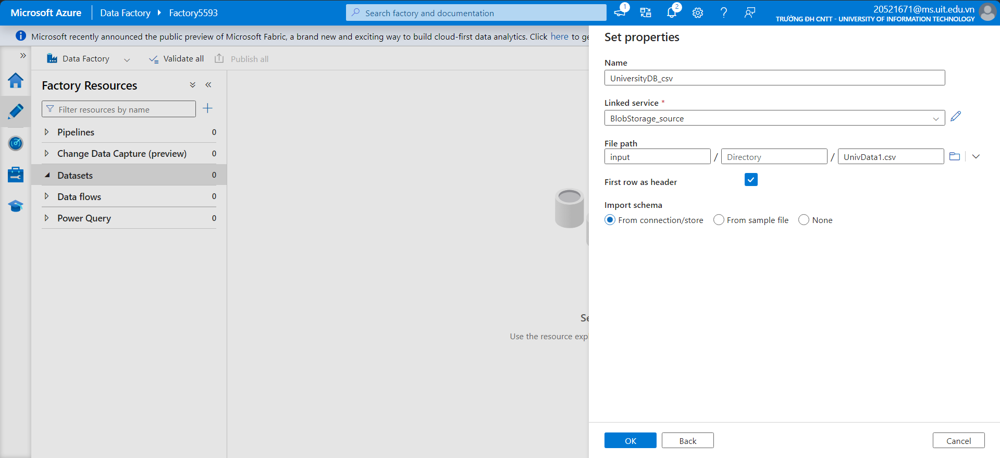 Microsoft Azure
Data Factory
Factory5593
Search factory and documentation
1
2
20521671@ms.uit.edu.vn
TRƯỜNG ĐH CNTT - UNIVERSITY OF INFORMATION TECHNOLOGY
Microsoft recently announced the public preview of Microsoft Fabric, a brand new and exciting way to build cloud-first data analytics. Click here to ge
Data Factory
Validate all
Publish all
Factory Resources
Filter resources by name
Pipelines 0
Change Data Capture (preview) 0
Datasets 0
Data flows 0
Power Query 0
Se
Use the resource exp
Set properties
Name
UniversityDB_csv
Linked service *
BlobStorage_source
File path
input / Directory / UnivData1.csv
First row as header
Import schema
From connection/store From sample file None
OK Back Cancel